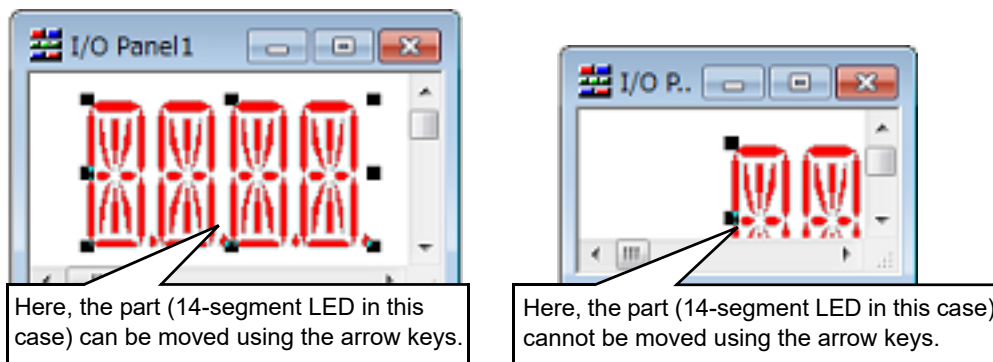 I/O Panel1
I/O P..
Here, the part (14-segment LED in this
case) can be moved using the arrow keys.
Here, the part (14-segment LED in this case)
cannot be moved using the arrow keys.